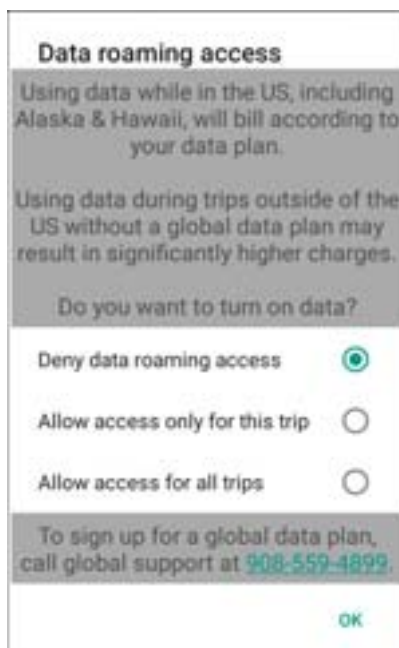 Data roaming access
Using data while in the US, including
Alaska & Hawaii, will bill according to
your data plan.
Using data during trips outside of the
US without a global data plan may
result in significantly higher charges.
Do you want to turn on data?
Deny data roaming access
Allow access only for this trip
Allow access for all trips
To sign up for a global data plan,
call global support at 908-559-4899.
OK